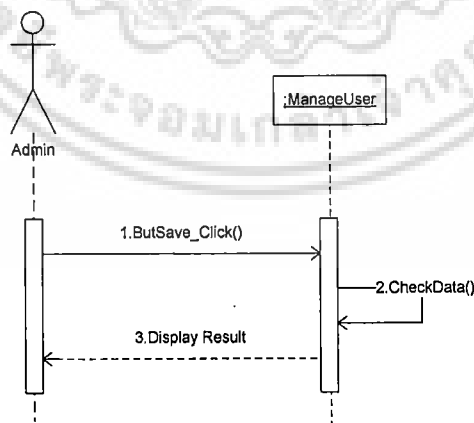 :ManageUser
Admin
1.ButSave_Click()
2.CheckData()
3.Display Result